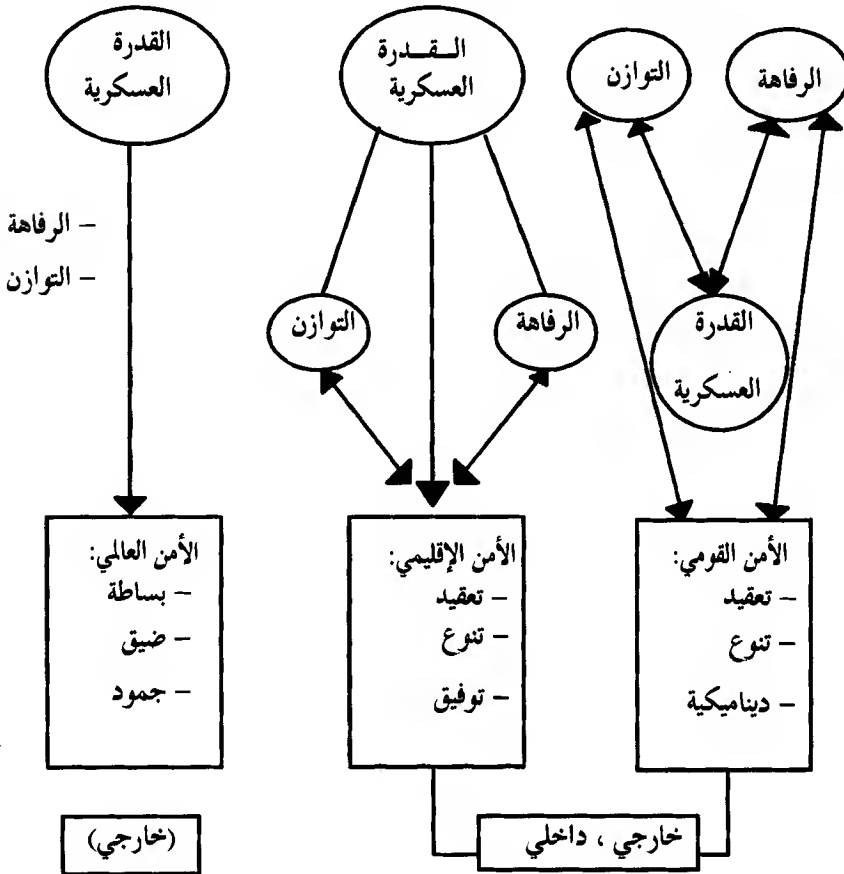 الرفاهة
التوازن
القدرة
العسكرية
الأمن القومي:
– تعقيد
– تنوع
– ديناميكية
القـدرة
العسكرية
الرفاهة
التوازن
الأمن الإقليمي:
– تعقيد
– تنوع
– توفيق
خارجي ، داخلي
القدرة
العسكرية
– الرفاهة
– التوازن
الأمن العالمي:
– بساطة
– ضيق
– جمود
(خارجي)